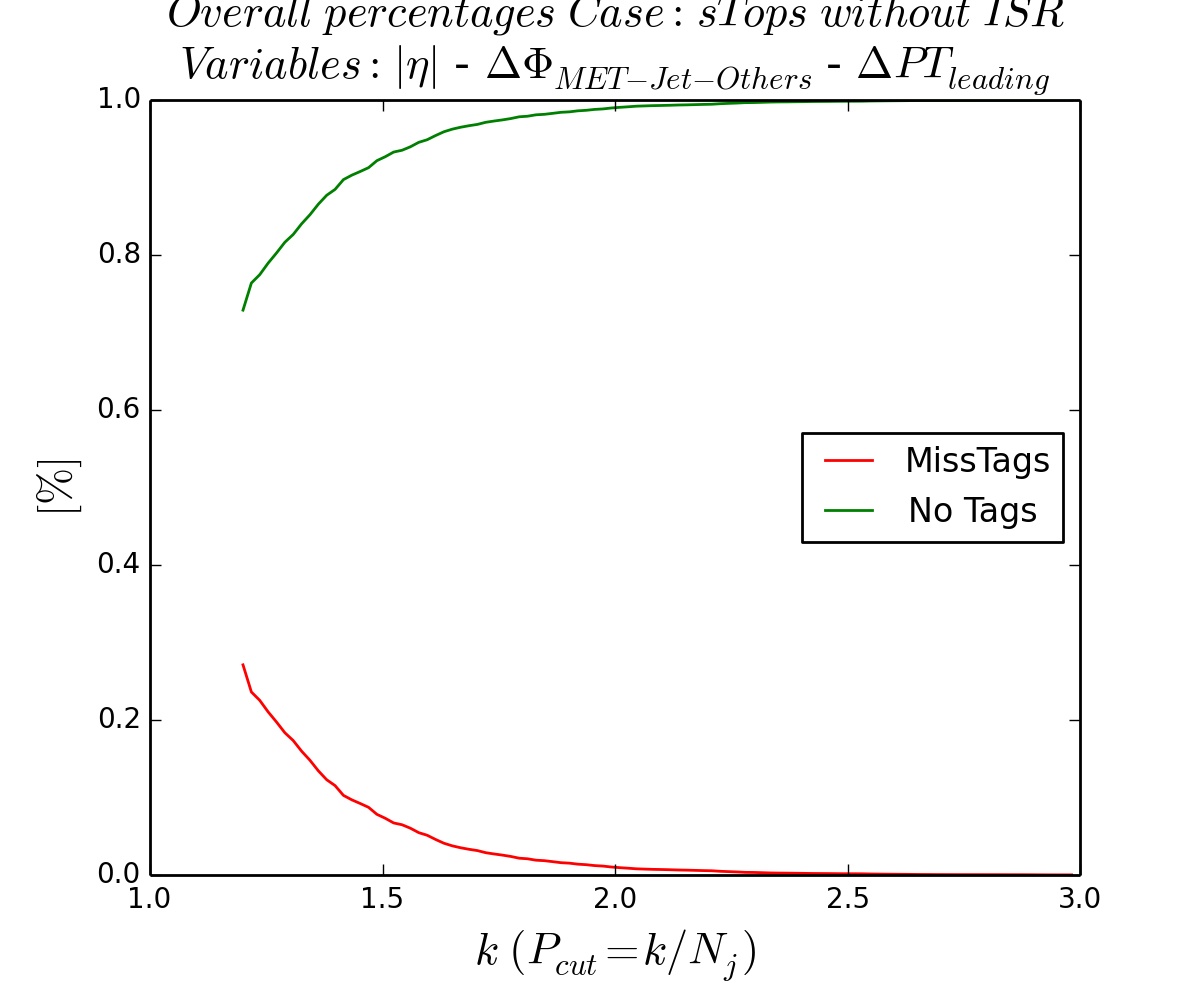 Overall percentages Case: sTops without ISR
Variables: |η| - ΔΦ_{MET−Jet−Others} - ΔPT_{leading}
1.0
0.8
0.6
0.4
0.2
0.0
[%]
MissTags
No Tags
1.0 1.5 2.0 2.5 3.0
k (P_{cut}=k/N_j)